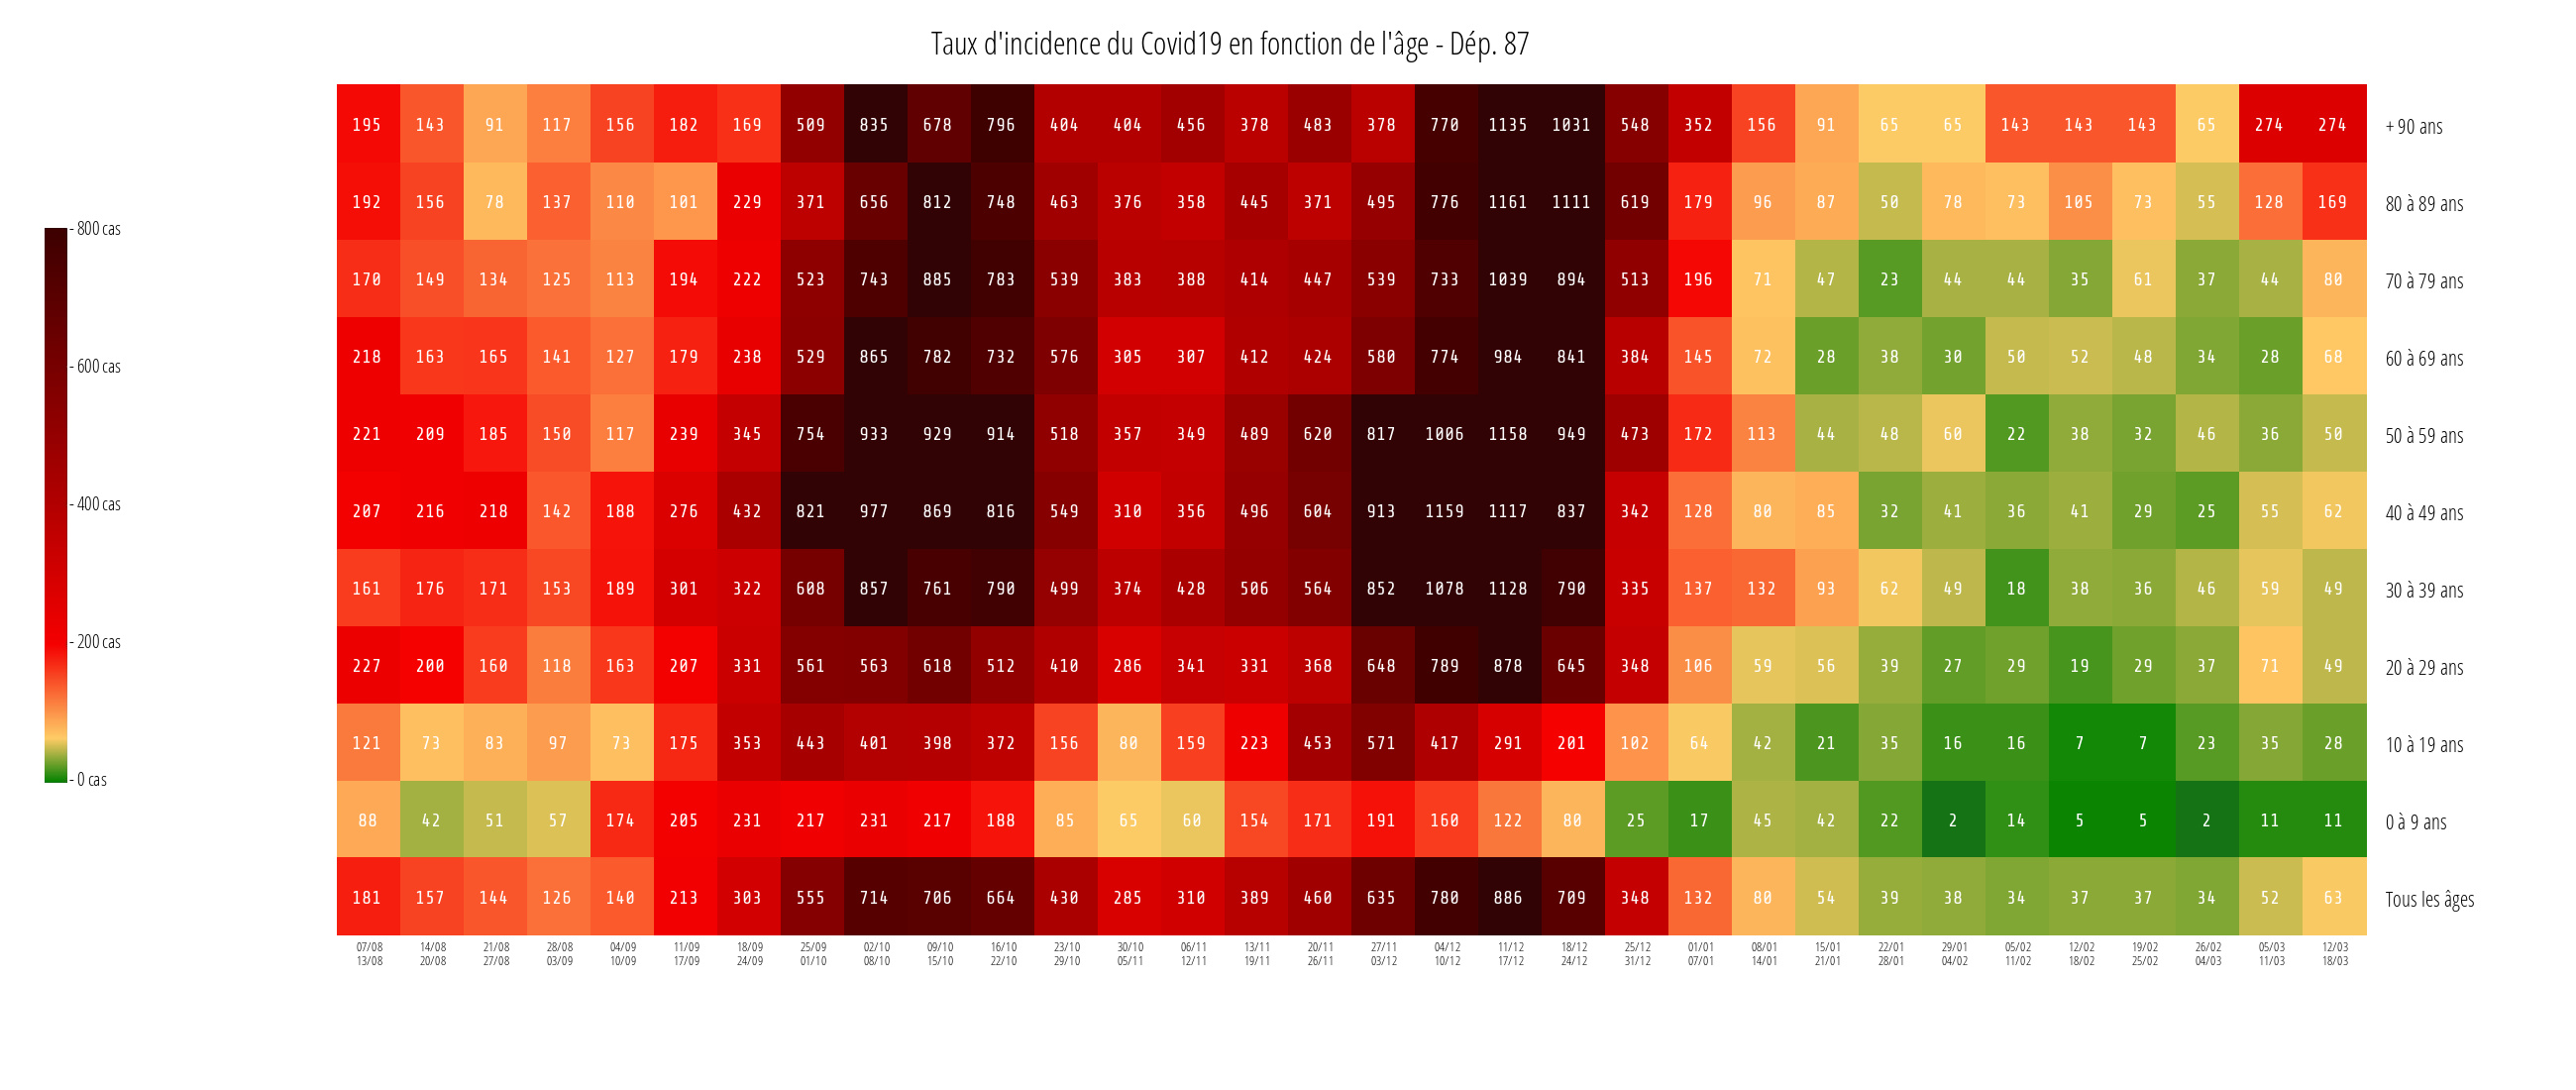 Taux d'incidence du Covid19 en fonction de l'âge - Dép. 87
- 800 cas
- 600 cas
- 400 cas
- 200 cas
- 0 cas
195 143 91 117 156 182 169 509 835 678 796 404 404 456 378 483 378 770 1135 1031 548 352 156 91 65 65 143 143 143 65 274 274 + 90 ans
192 156 78 137 110 101 229 371 656 812 748 463 376 358 445 371 495 776 1161 1111 619 179 96 87 50 78 73 105 73 55 128 169 80 à 89 ans
170 149 134 125 113 194 222 523 743 885 783 539 383 388 414 447 539 733 1039 894 513 196 71 47 23 44 44 35 61 37 44 80 70 à 79 ans
218 163 165 141 127 179 238 529 865 782 732 576 305 307 412 424 580 774 984 841 384 145 72 28 38 30 50 52 48 34 28 68 60 à 69 ans
221 209 185 150 117 239 345 754 933 929 914 518 357 349 489 620 817 1006 1158 949 473 172 113 44 48 60 22 38 32 46 36 50 50 à 59 ans
207 216 218 142 188 276 432 821 977 869 816 549 310 356 496 604 913 1159 1117 837 342 128 80 85 32 41 36 41 29 25 55 62 40 à 49 ans
161 176 171 153 189 301 322 608 857 761 790 499 374 428 506 564 852 1078 1128 790 335 137 132 93 62 49 18 38 36 46 59 49 30 à 39 ans
227 200 160 118 163 207 331 561 563 618 512 410 286 341 331 368 648 789 878 645 348 106 59 56 39 27 29 19 29 37 71 49 20 à 29 ans
121 73 83 97 73 175 353 443 401 398 372 156 80 159 223 453 571 417 291 201 102 64 42 21 35 16 16 7 7 23 35 28 10 à 19 ans
88 42 51 57 174 205 231 217 231 217 188 85 65 60 154 171 191 160 122 80 25 17 45 42 22 2 14 5 5 2 11 11 0 à 9 ans
181 157 144 126 140 213 303 555 714 706 664 430 285 310 389 460 635 780 886 709 348 132 80 54 39 38 34 37 37 34 52 63 Tous les âges
07/08 14/08 21/08 28/08 04/09 11/09 18/09 25/09 02/10 09/10 16/10 23/10 30/10 06/11 13/11 20/11 27/11 04/12 11/12 18/12 25/12 01/01 08/01 15/01 22/01 29/01 05/02 12/02 19/02 26/02 05/03 12/03
13/08 20/08 27/08 03/09 10/09 17/09 24/09 01/10 08/10 15/10 22/10 29/10 05/11 12/11 19/11 26/11 03/12 10/12 17/12 24/12 31/12 07/01 14/01 21/01 28/01 04/02 11/02 18/02 25/02 04/03 11/03 18/03